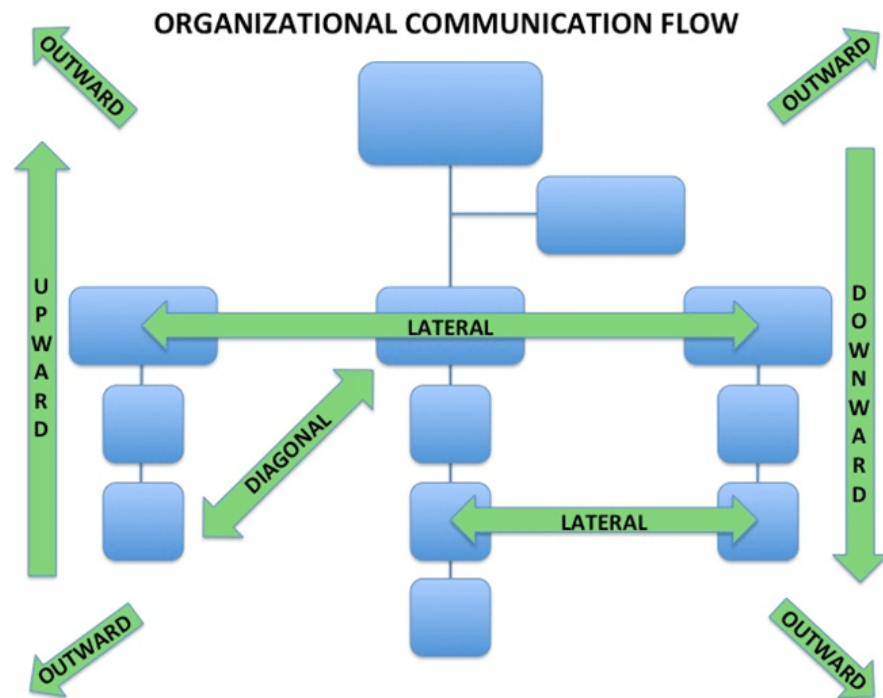 ORGANIZATIONAL COMMUNICATION FLOW
OUTWARD
OUTWARD
UPWARD
DOWNWARD
LATERAL
DIAGONAL
LATERAL
OUTWARD
OUTWARD